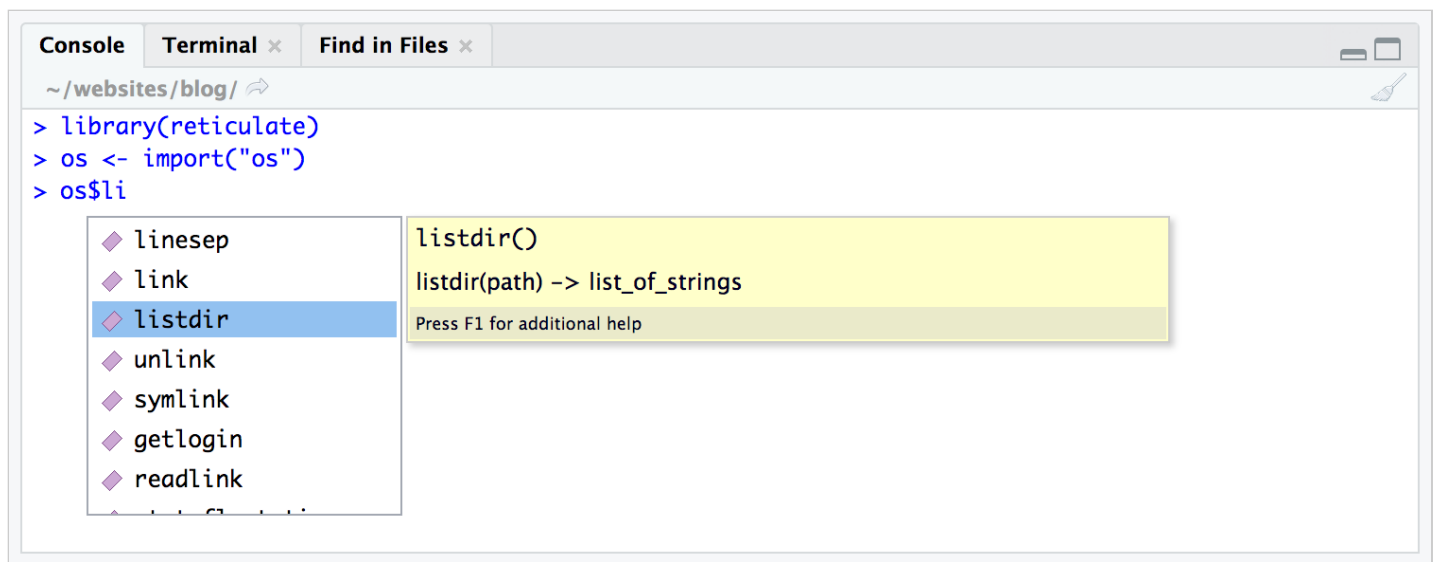 Console Terminal × Find in Files ×
~/websites/blog/
> library(reticulate)
> os <- import("os")
> os$li
linesep
link
listdir
unlink
symlink
getlogin
readlink
listdir()
listdir(path) -> list_of_strings
Press F1 for additional help